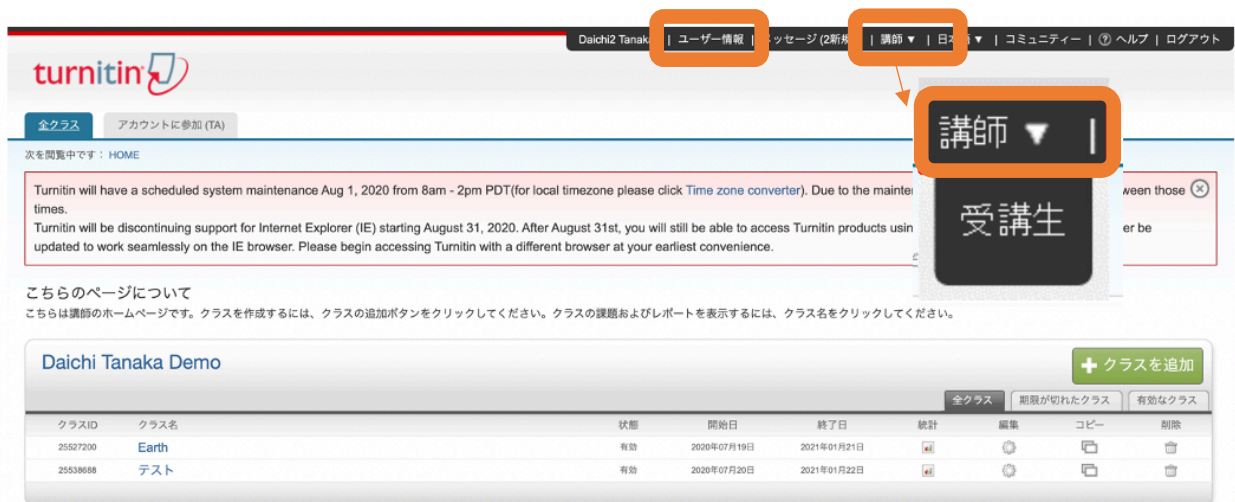 Daichi2 Tanak | ユーザー情報 | ッセージ (2新規 | 講師 ▼ | 日本 ▼ | コミュニティー | ? ヘルプ | ログアウト
turnitin
全クラス アカウントに参加 (TA)
講師 ▼ |
受講生
次を閲覧中です: HOME
Turnitin will have a scheduled system maintenance Aug 1, 2020 from 8am - 2pm PDT(for local timezone please click Time zone converter). Due to the mainte ween those
times.
Turnitin will be discontinuing support for Internet Explorer (IE) starting August 31, 2020. After August 31st, you will still be able to access Turnitin products usin er be
updated to work seamlessly on the IE browser. Please begin accessing Turnitin with a different browser at your earliest convenience.
こちらのページについて
こちらは講師のホームページです。クラスを作成するには、クラスの追加ボタンをクリックしてください。クラスの課題およびレポートを表示するには、クラス名をクリックしてください。
Daichi Tanaka Demo
クラスを追加
全クラス 期限が切れたクラス 有効なクラス
クラスID クラス名 状態 開始日 終了日 統計 編集 コピー 削除
25527200 Earth 有効 2020年07月19日 2021年01月21日
25538688 テスト 有効 2020年07月20日 2021年01月22日